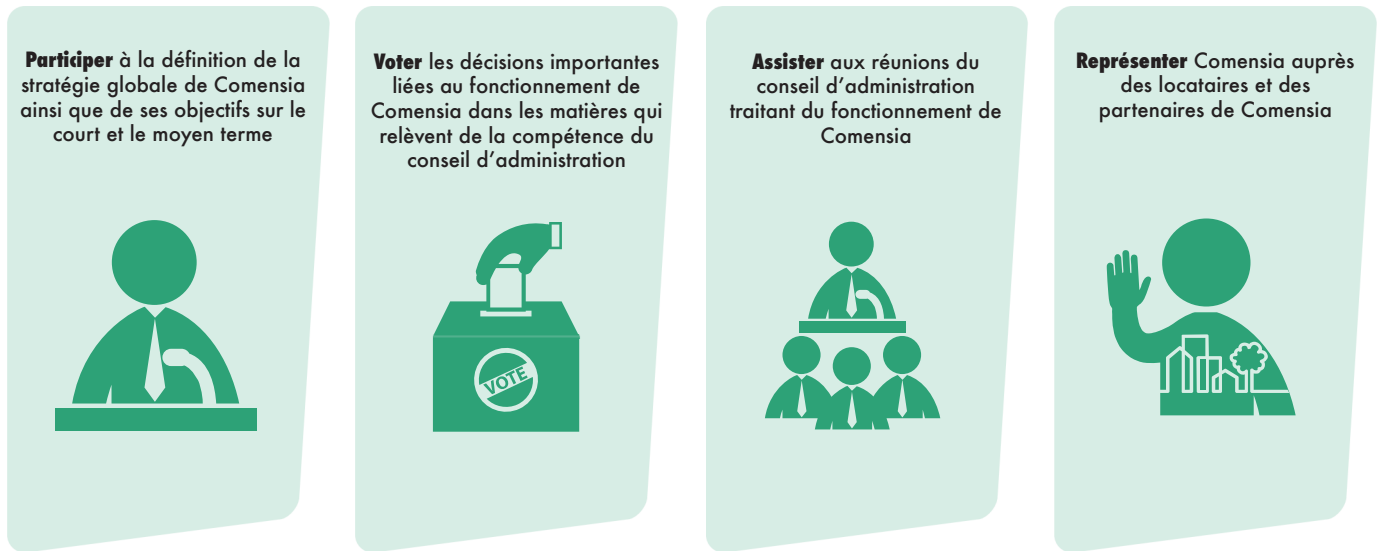 Participer à la définition de la
stratégie globale de Comensia
ainsi que de ses objectifs sur le
court et le moyen terme
Voter les décisions importantes
liées au fonctionnement de
Comensia dans les matières qui
relèvent de la compétence du
conseil d’administration
VOTE
Assister aux réunions du
conseil d’administration
traitant du fonctionnement de
Comensia
Représenter Comensia auprès
des locataires et des
partenaires de Comensia